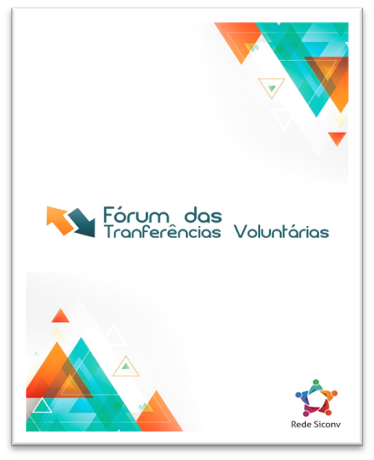 Fórum das
Tranferências Voluntárias
Rede Siconv